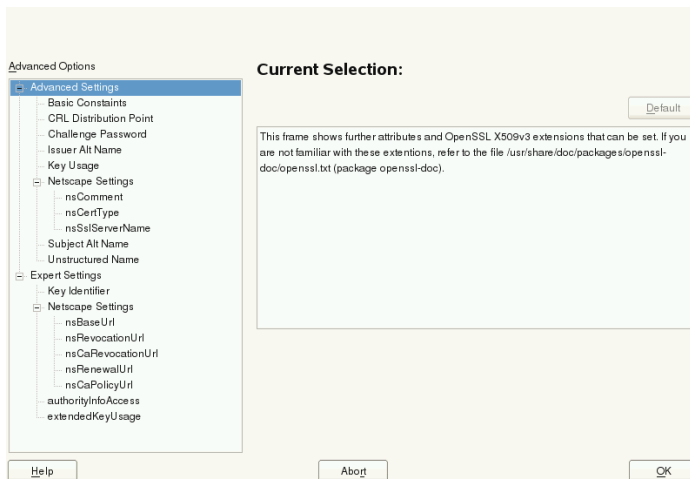 Advanced Options
Advanced Settings
Basic Constaints
CRL Distribution Point
Challenge Password
Issuer Alt Name
Key Usage
Netscape Settings
nsComment
nsCertType
nsSslServerName
Subject Alt Name
Unstructured Name
Expert Settings
Key Identifier
Netscape Settings
nsBaseUrl
nsRevocationUrl
nsCaRevocationUrl
nsRenewalUrl
nsCaPolicyUrl
authorityInfoAccess
extendedKeyUsage
Current Selection:
Default
This frame shows further attributes and OpenSSL X509v3 extensions that can be set. If you
are not familiar with these extentions, refer to the file /usr/share/doc/packages/openssl-
doc/openssl.txt (package openssl-doc).
Help
Abort
OK